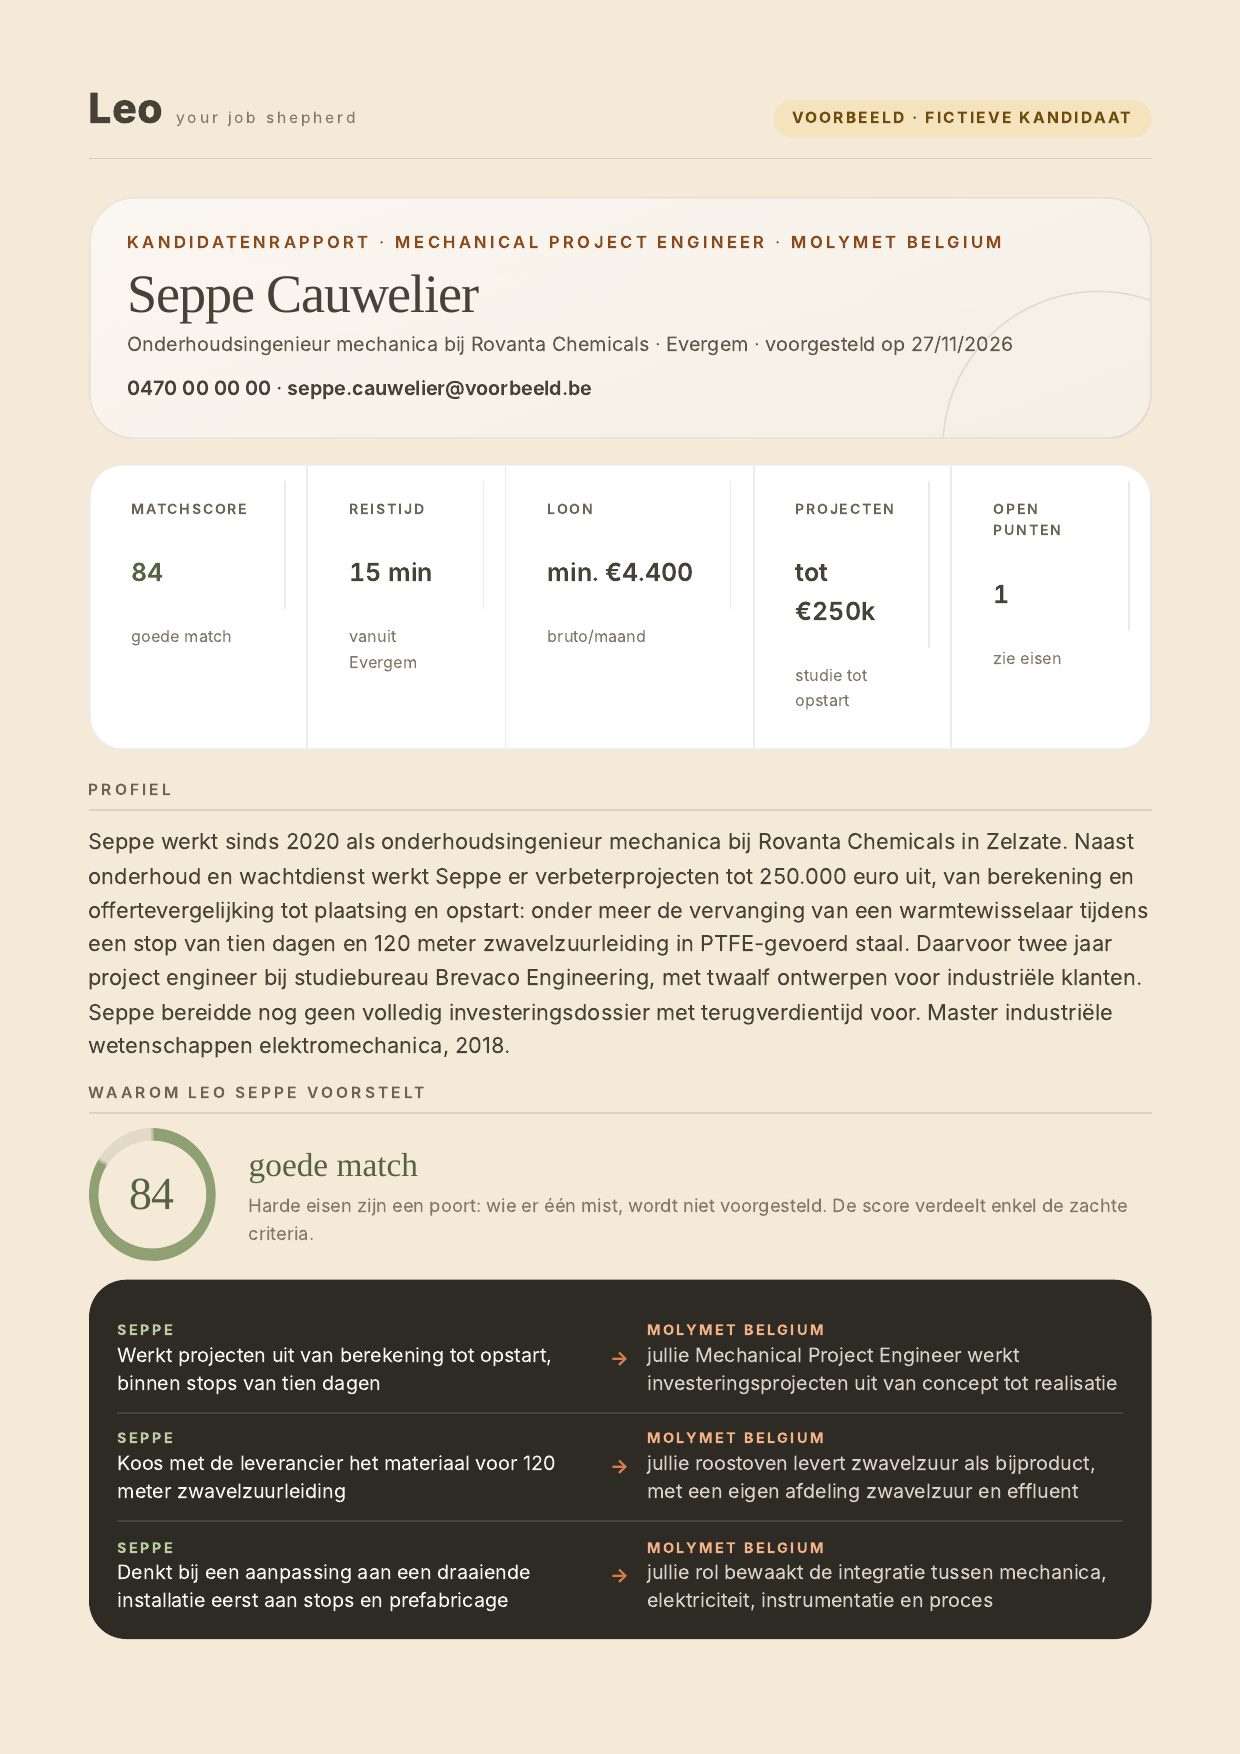 Leo your job shepherd
VOORBEELD · FICTIEVE KANDIDAAT
KANDIDATENRAPPORT · MECHANICAL PROJECT ENGINEER · MOLYMET BELGIUM
Seppe Cauwelier
Onderhoudsingenieur mechanica bij Rovanta Chemicals · Evergem · voorgesteld op 27/11/2026
0470 00 00 00 · seppe.cauwelier@voorbeeld.be
MATCHSCORE
84
goede match
REISTIJD
15 min
vanuit
Evergem
LOON
min. €4.400
bruto/maand
PROJECTEN
tot
€250k
studie tot
opstart
OPEN
PUNTEN
1
zie eisen
PROFIEL
Seppe werkt sinds 2020 als onderhoudsingenieur mechanica bij Rovanta Chemicals in Zelzate. Naast
onderhoud en wachtdienst werkt Seppe er verbeterprojecten tot 250.000 euro uit, van berekening en
offertevergelijking tot plaatsing en opstart: onder meer de vervanging van een warmtewisselaar tijdens
een stop van tien dagen en 120 meter zwavelzuurleiding in PTFE-gevoerd staal. Daarvoor twee jaar
project engineer bij studiebureau Brevaco Engineering, met twaalf ontwerpen voor industriële klanten.
Seppe bereidde nog geen volledig investeringsdossier met terugverdientijd voor. Master industriële
wetenschappen elektromechanica, 2018.
WAAROM LEO SEPPE VOORSTELT
84
goede match
Harde eisen zijn een poort: wie er één mist, wordt niet voorgesteld. De score verdeelt enkel de zachte
criteria.
SEPPE
Werkt projecten uit van berekening tot opstart,
binnen stops van tien dagen
→
MOLYMET BELGIUM
jullie Mechanical Project Engineer werkt
investeringsprojecten uit van concept tot realisatie
SEPPE
Koos met de leverancier het materiaal voor 120
meter zwavelzuurleiding
→
MOLYMET BELGIUM
jullie roostoven levert zwavelzuur als bijproduct,
met een eigen afdeling zwavelzuur en effluent
SEPPE
Denkt bij een aanpassing aan een draaiende
installatie eerst aan stops en prefabricage
→
MOLYMET BELGIUM
jullie rol bewaakt de integratie tussen mechanica,
elektriciteit, instrumentatie en proces